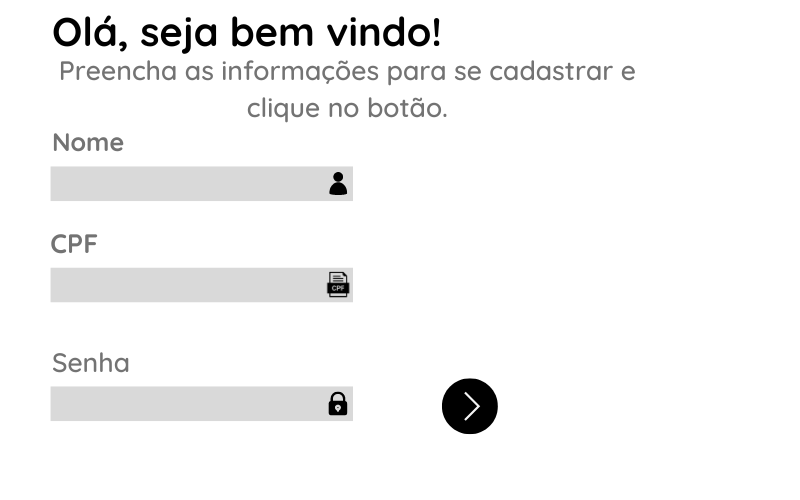 Olá, seja bem vindo!
Preencha as informações para se cadastrar e
clique no botão.
Nome
CPF
CPF
Senha